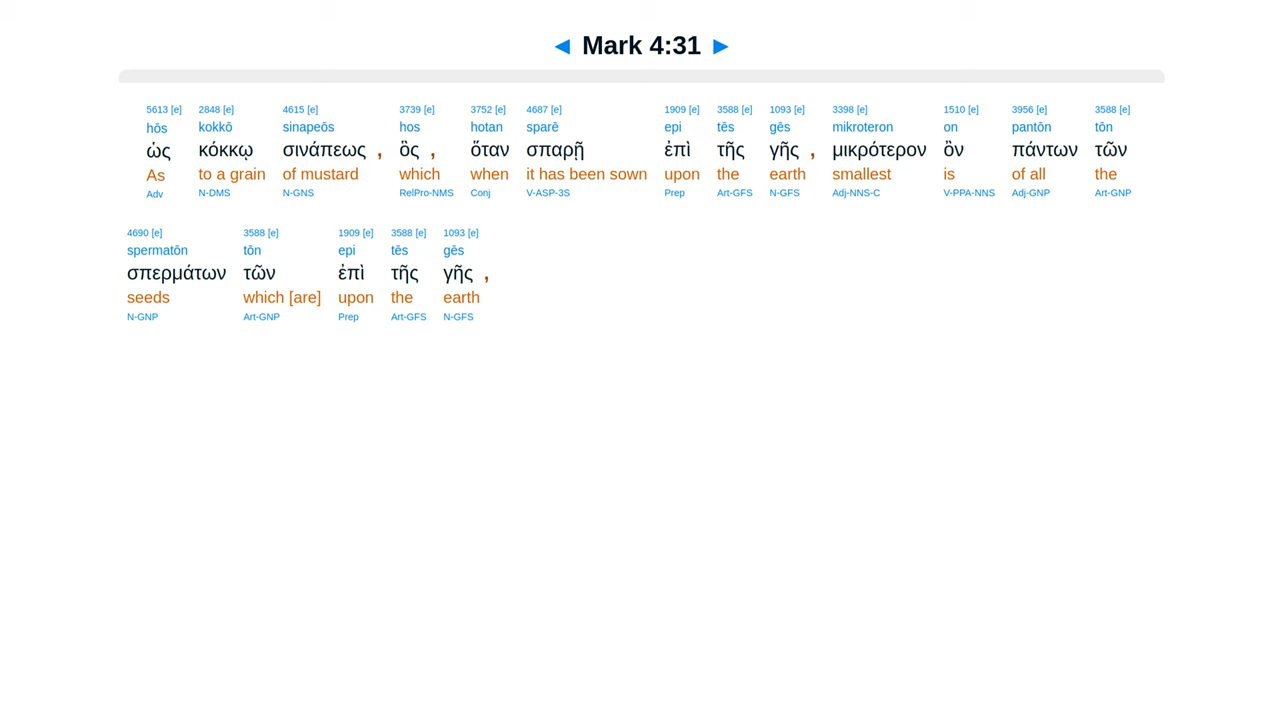 ◄ Mark 4:31 ►
5613 [e] 2848 [e] 4615 [e] 3739 [e] 3752 [e] 4687 [e] 1909 [e] 3588 [e] 1093 [e] 3398 [e] 1510 [e] 3956 [e] 3588 [e]
hōs kokkō sinapeōs hos hotan sparē epi tēs gēs mikroteron on pantōn tōn
ὡς κόκκῳ σινάπεως , ὃς , ὅταν σπαρῇ ἐπὶ τῆς γῆς , μικρότερον ὂν πάντων τῶν
As to a grain of mustard which when it has been sown upon the earth smallest is of all the
Adv N-DMS N-GNS RelPro-NMS Conj V-ASP-3S Prep Art-GFS N-GFS Adj-NNS-C V-PPA-NNS Adj-GNP Art-GNP
4690 [e] 3588 [e] 1909 [e] 3588 [e] 1093 [e]
spermatōn tōn epi tēs gēs
σπερμάτων τῶν ἐπὶ τῆς γῆς ,
seeds which [are] upon the earth
N-GNP Art-GNP Prep Art-GFS N-GFS